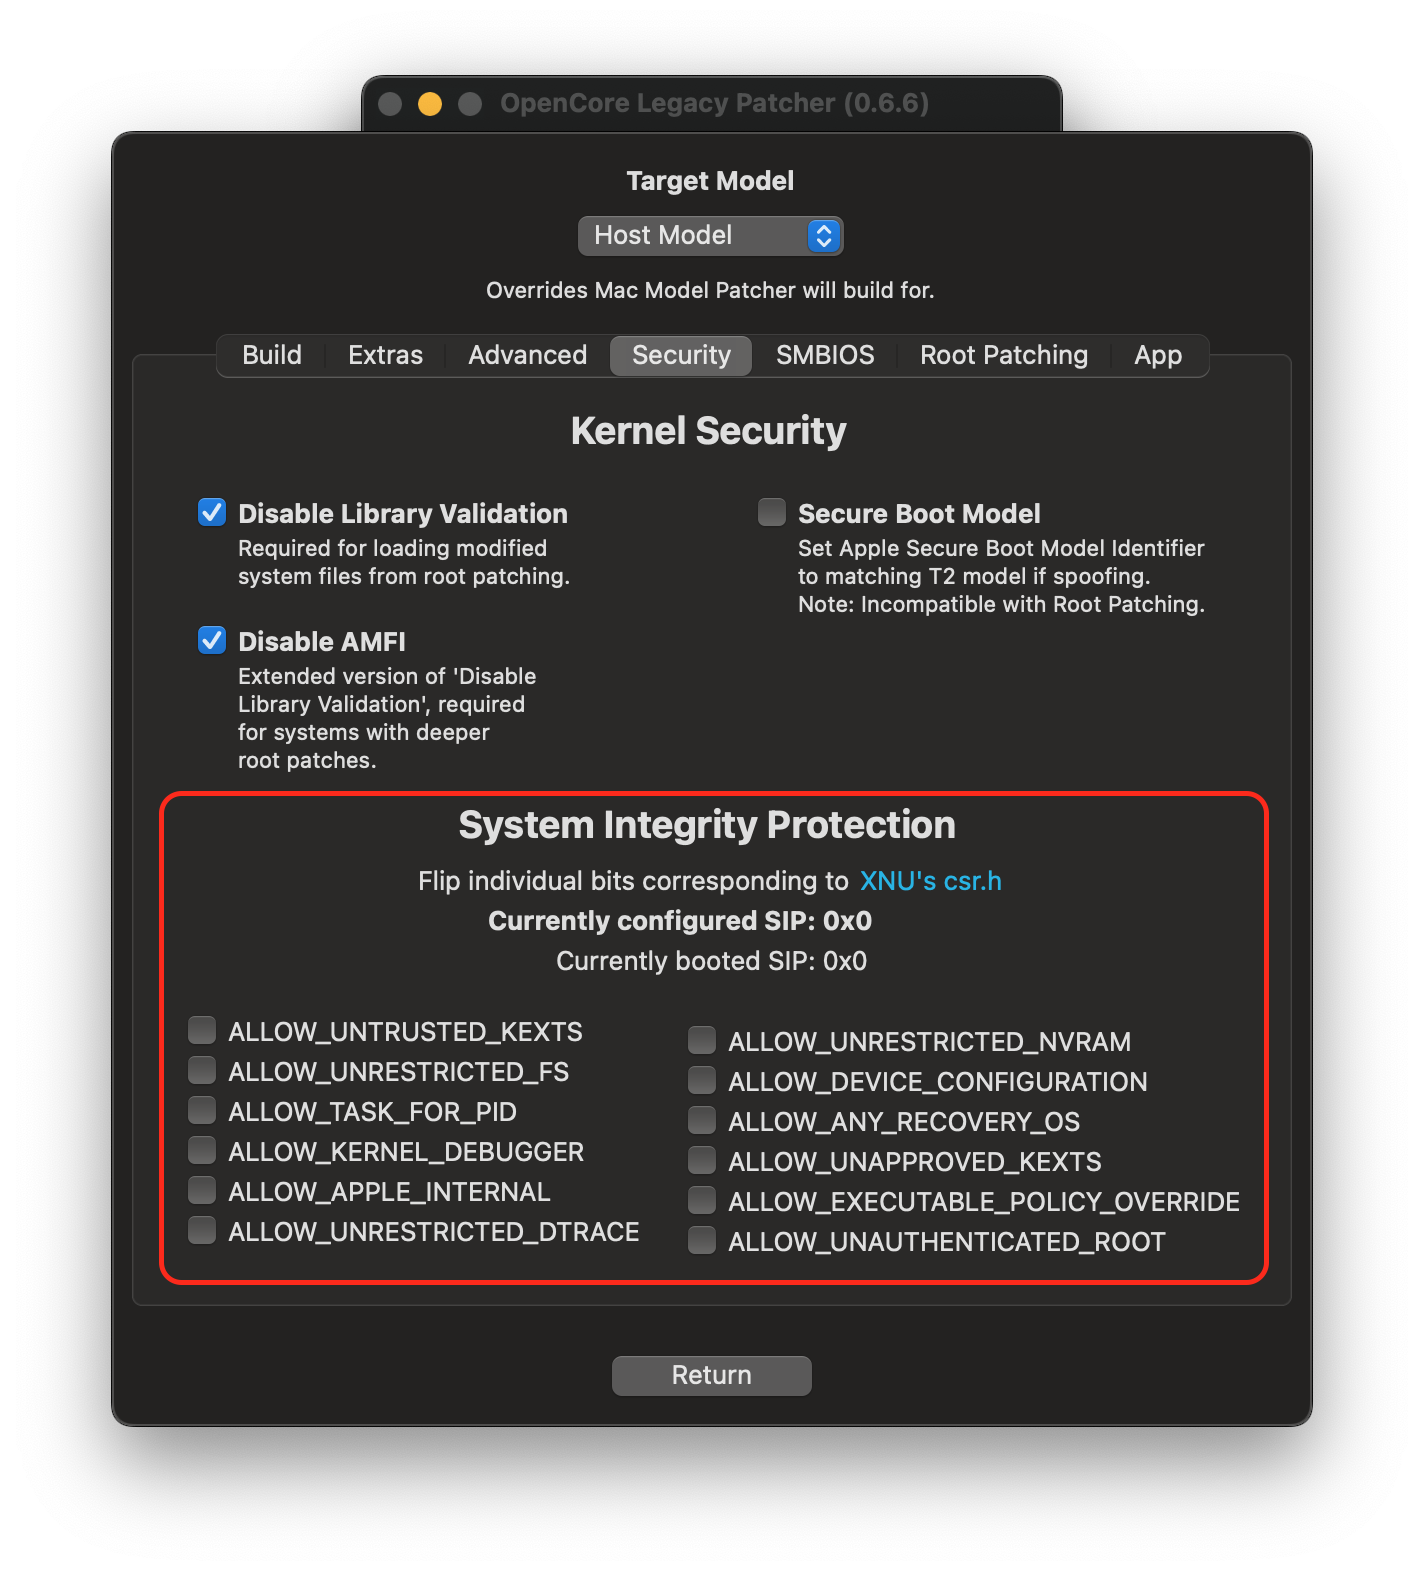 OpenCore Legacy Patcher (0.6.6)
Target Model
Host Model
Overrides Mac Model Patcher will build for.
Build Extras Advanced Security SMBIOS Root Patching App
Kernel Security
Disable Library Validation
Required for loading modified
system files from root patching.
Disable AMFI
Extended version of 'Disable
Library Validation', required
for systems with deeper
root patches.
Secure Boot Model
Set Apple Secure Boot Model Identifier
to matching T2 model if spoofing.
Note: Incompatible with Root Patching.
System Integrity Protection
Flip individual bits corresponding to XNU's csr.h
Currently configured SIP: 0x0
Currently booted SIP: 0x0
ALLOW_UNTRUSTED_KEXTS
ALLOW_UNRESTRICTED_FS
ALLOW_TASK_FOR_PID
ALLOW_KERNEL_DEBUGGER
ALLOW_APPLE_INTERNAL
ALLOW_UNRESTRICTED_DTRACE
ALLOW_UNRESTRICTED_NVRAM
ALLOW_DEVICE_CONFIGURATION
ALLOW_ANY_RECOVERY_OS
ALLOW_UNAPPROVED_KEXTS
ALLOW_EXECUTABLE_POLICY_OVERRIDE
ALLOW_UNAUTHENTICATED_ROOT
Return